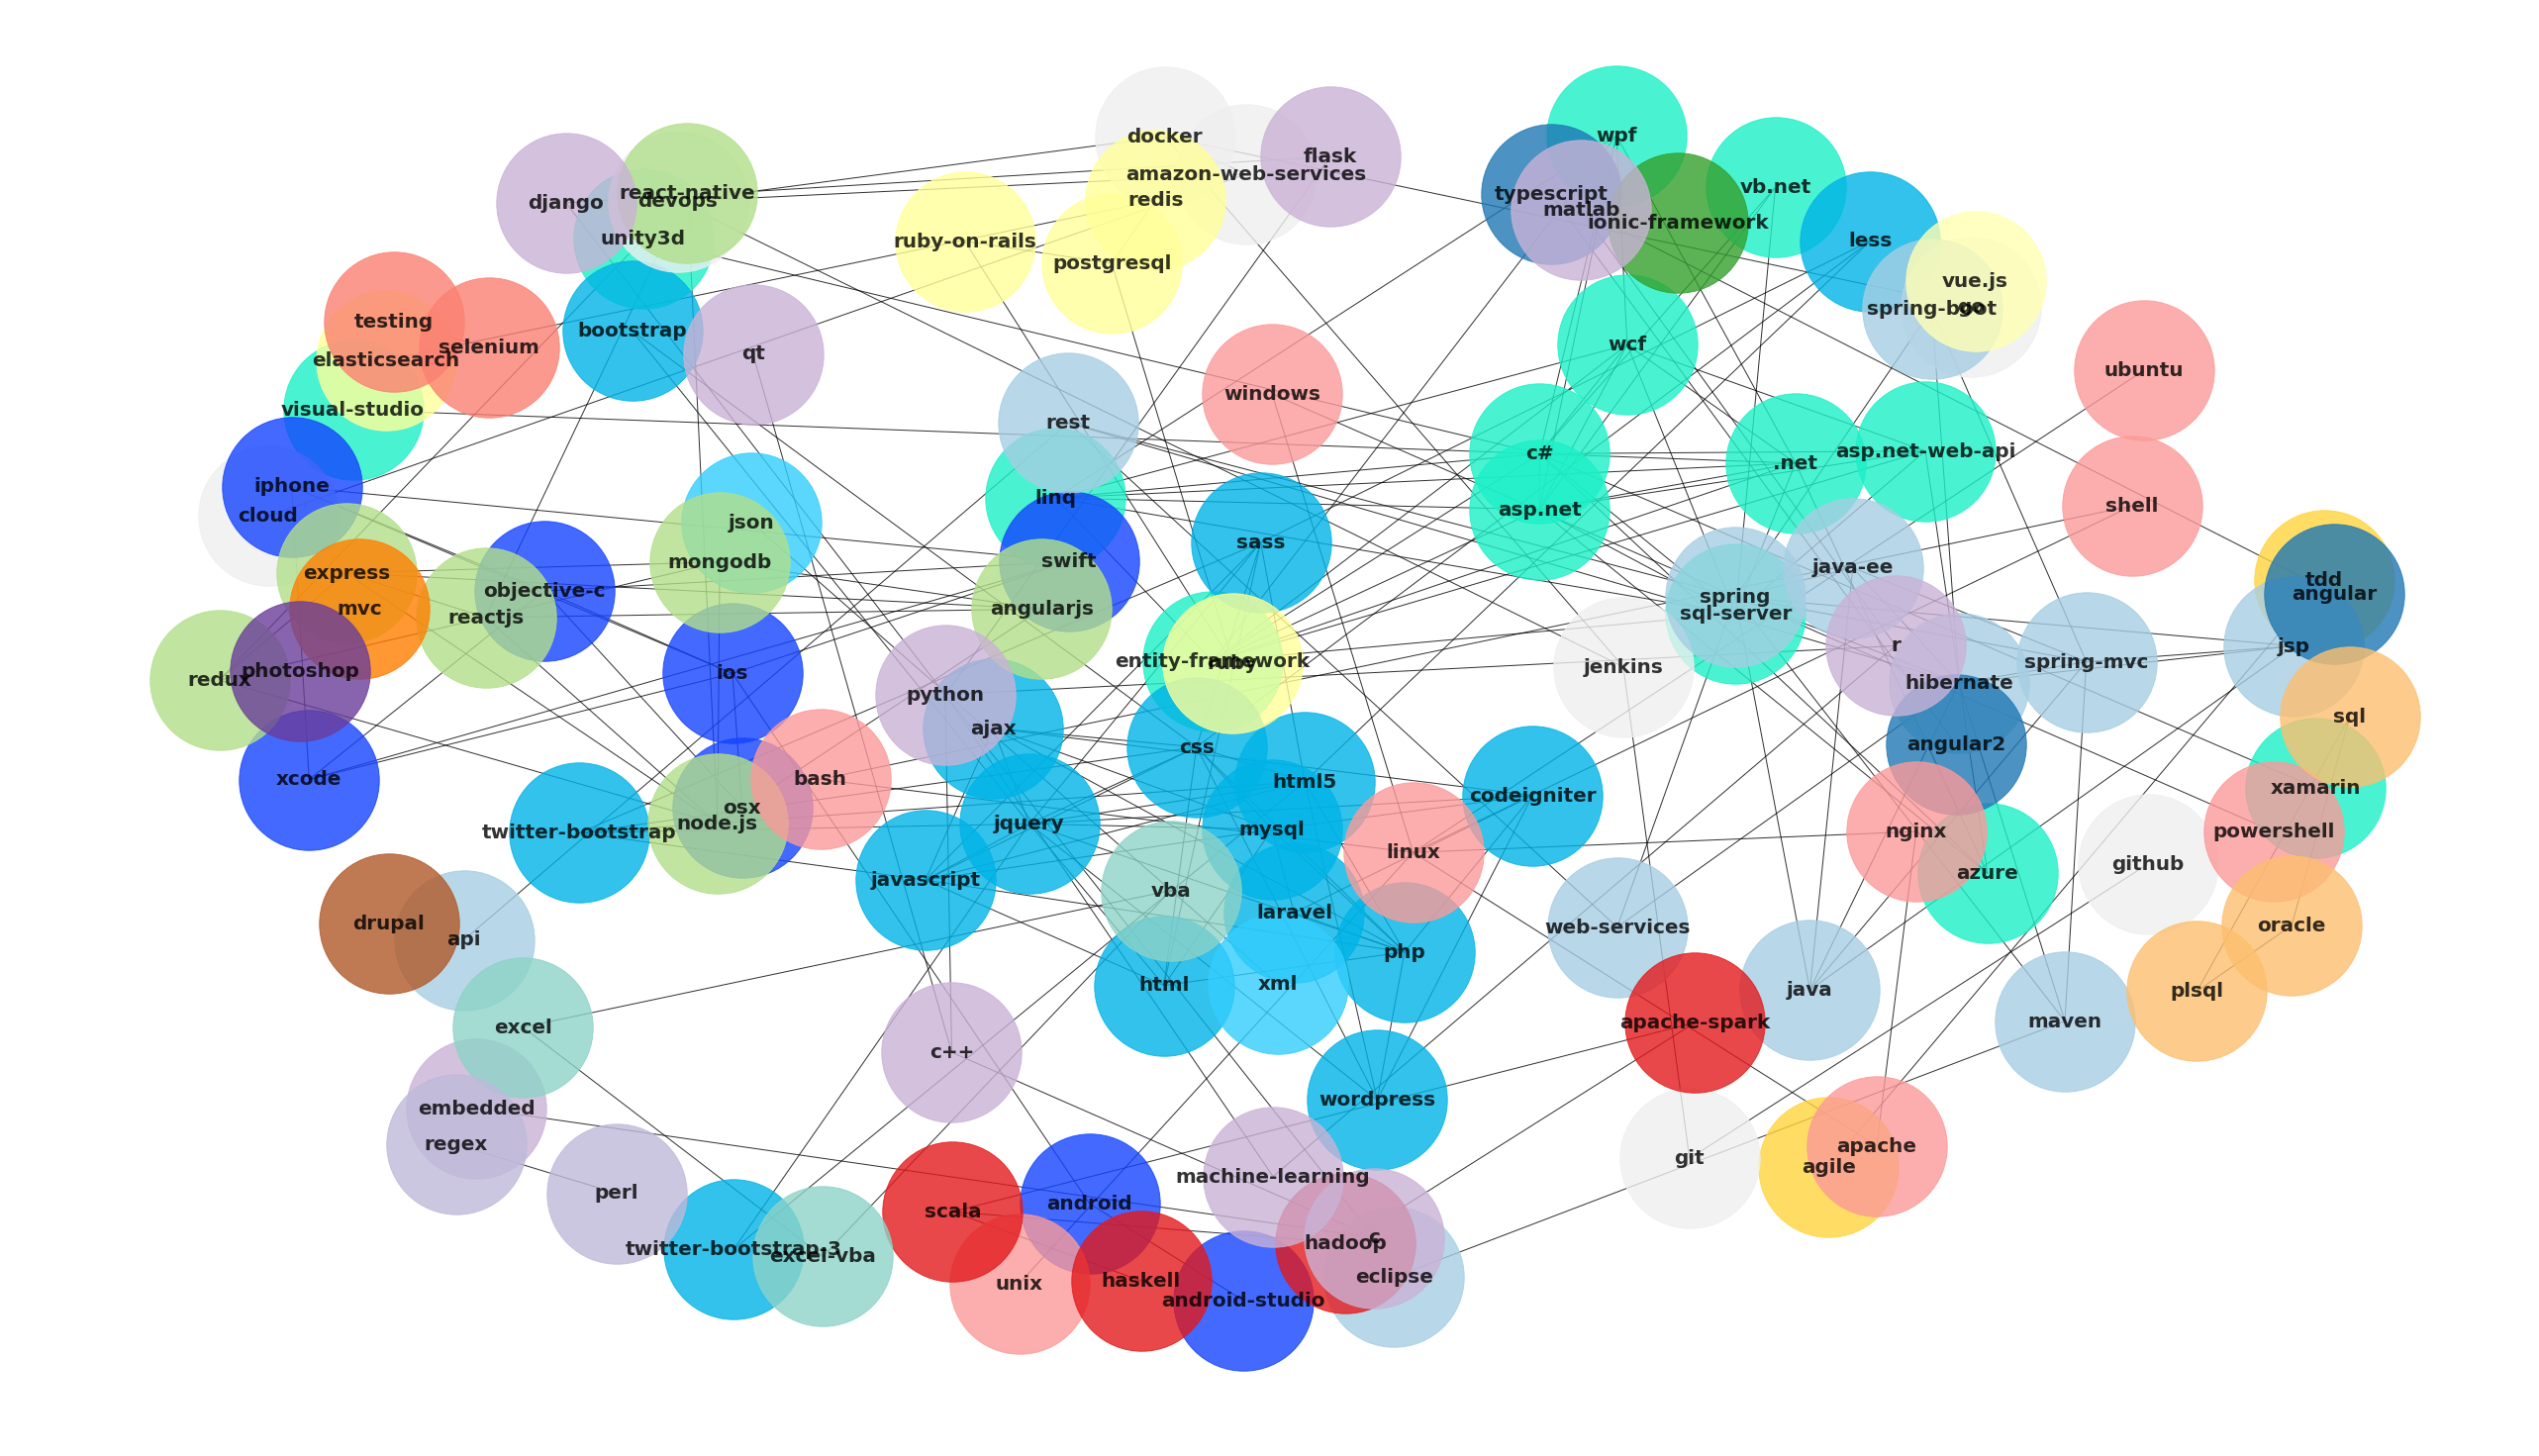 docker
wpf
flask
amazon-web-services
vb.net
react-native
devops
django
redis
typescript
matlab
ionic-framework
unity3d
ruby-on-rails
less
postgresql
vue.js
spring-boot
go
testing
bootstrap
selenium
elasticsearch
qt
wcf
ubuntu
windows
visual-studio
rest
c#
asp.net-web-api
.net
iphone
linq
shell
asp.net
cloud
json
sass
mongodb
swift
java-ee
express
tdd
angular
objective-c
spring
mvc
angularjs
sql-server
reactjs
r
jsp
entity-framework
ruby
spring-mvc
jenkins
photoshop
ios
redux
hibernate
python
sql
ajax
css
angular2
xcode
bash
html5
xamarin
codeigniter
osx
node.js
jquery
mysql
twitter-bootstrap
nginx
powershell
linux
github
azure
javascript
vba
laravel
drupal
api
oracle
web-services
php
html
xml
java
plsql
excel
c++
apache-spark
maven
wordpress
embedded
regex
apache
git
agile
machine-learning
perl
android
scala
hadoop
c
twitter-bootstrap-3
excel-vba
unix
haskell
eclipse
android-studio